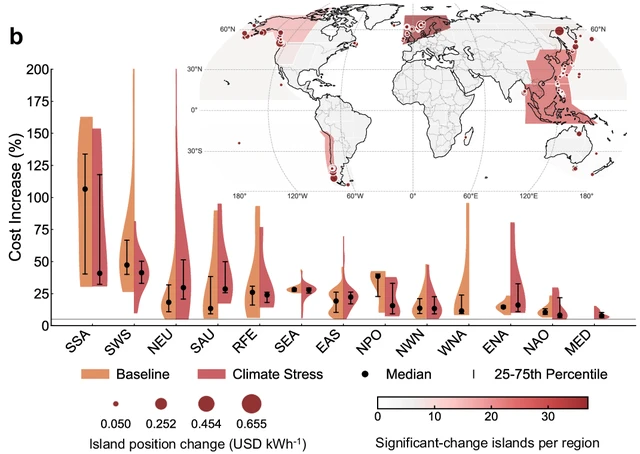 b
60°N
60°N
30°N
30°N
0°
0°
30°S
30°S
180°
120°W
60°W
0°
60°E
120°E
180°
Cost Increase (%)
200
175
150
125
100
75
50
25
0
SSA
SWS
NEU
SAU
RFE
SEA
EAS
NPO
NWN
WNA
ENA
NAO
MED
Baseline
Climate Stress
Median
25-75th Percentile
0.050
0.252
0.454
0.655
Island position change (USD kWh⁻¹)
0
10
20
30
Significant-change islands per region